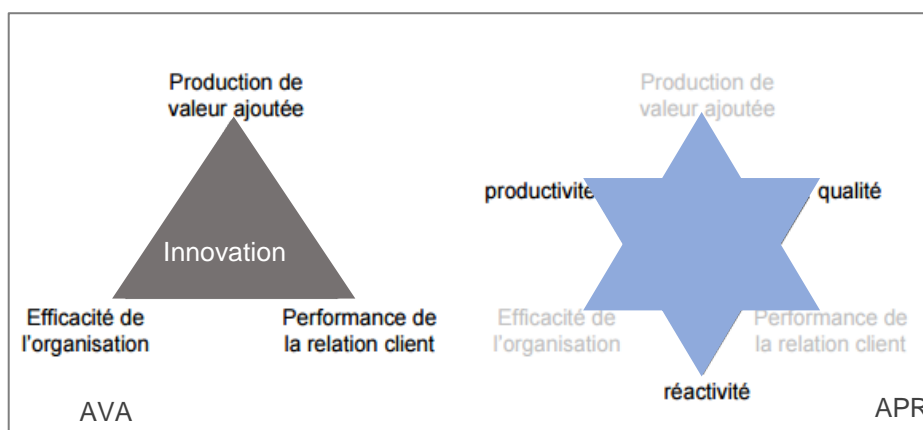 Production de
valeur ajoutée
Innovation
Efficacité de
l'organisation
Performance de
la relation client
AVA
Production de
valeur ajoutée
productivité
qualité
Efficacité de
l'organisation
Performance de
la relation client
réactivité
APR